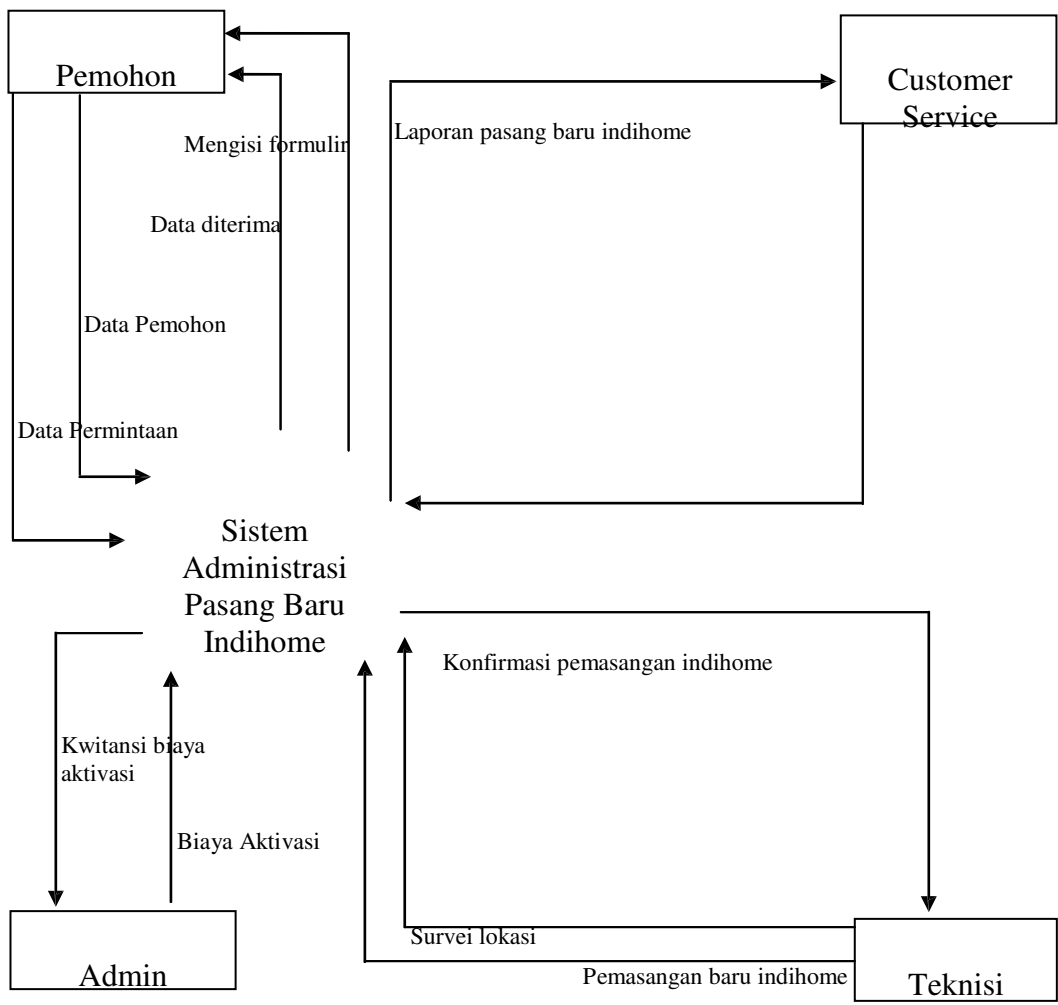 Pemohon
Customer
Service
Laporan pasang baru indihome
Mengisi formulir
Data diterima
Data Pemohon
Data Permintaan
Sistem
Administrasi
Pasang Baru
Indihome
Konfirmasi pemasangan indihome
Kwitansi biaya
aktivasi
Biaya Aktivasi
Survei lokasi
Pemasangan baru indihome
Admin
Teknisi